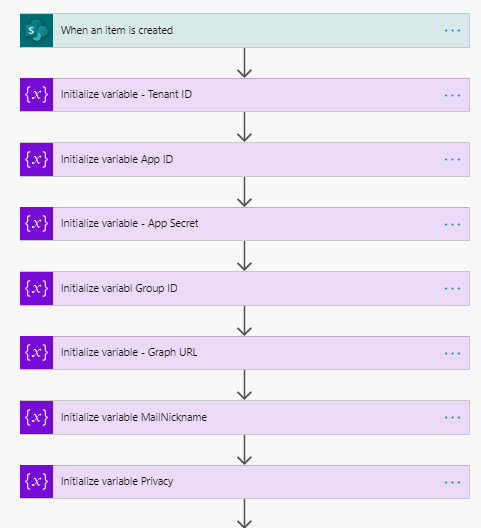 S
When an item is created
{x} Initialize variable - Tenant ID
{x} Initialize variable App ID
{x} Initialize variable - App Secret
{x} Initialize variabl Group ID
{x} Initialize variable - Graph URL
{x} Initialize variable MailNickname
{x} Initialize variable Privacy